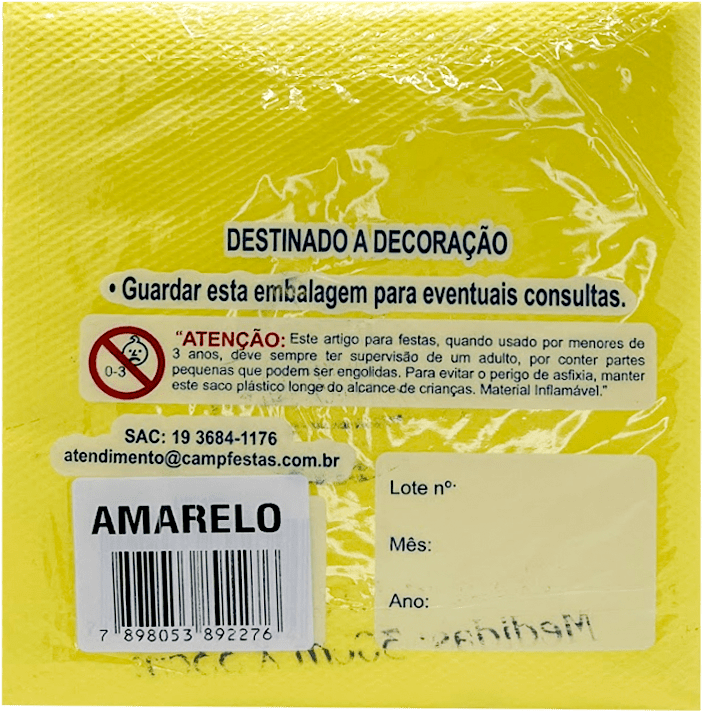 DESTINADO A DECORAÇÃO
• Guardar esta embalagem para eventuais consultas.
"ATENÇÃO: Este artigo para festas, quando usado por menores de
3 anos, deve sempre ter supervisão de um adulto, por conter partes
pequenas que podem ser engolidas. Para evitar o perigo de asfixia, manter
este saco plástico longe do alcance de crianças. Material Inflamável."
0-3
SAC: 19 3684-1176
atendimento@campfestas.com.br
AMARELO
7 898053 892276
Lote nº:
Mês:
Ano:
Medidas: